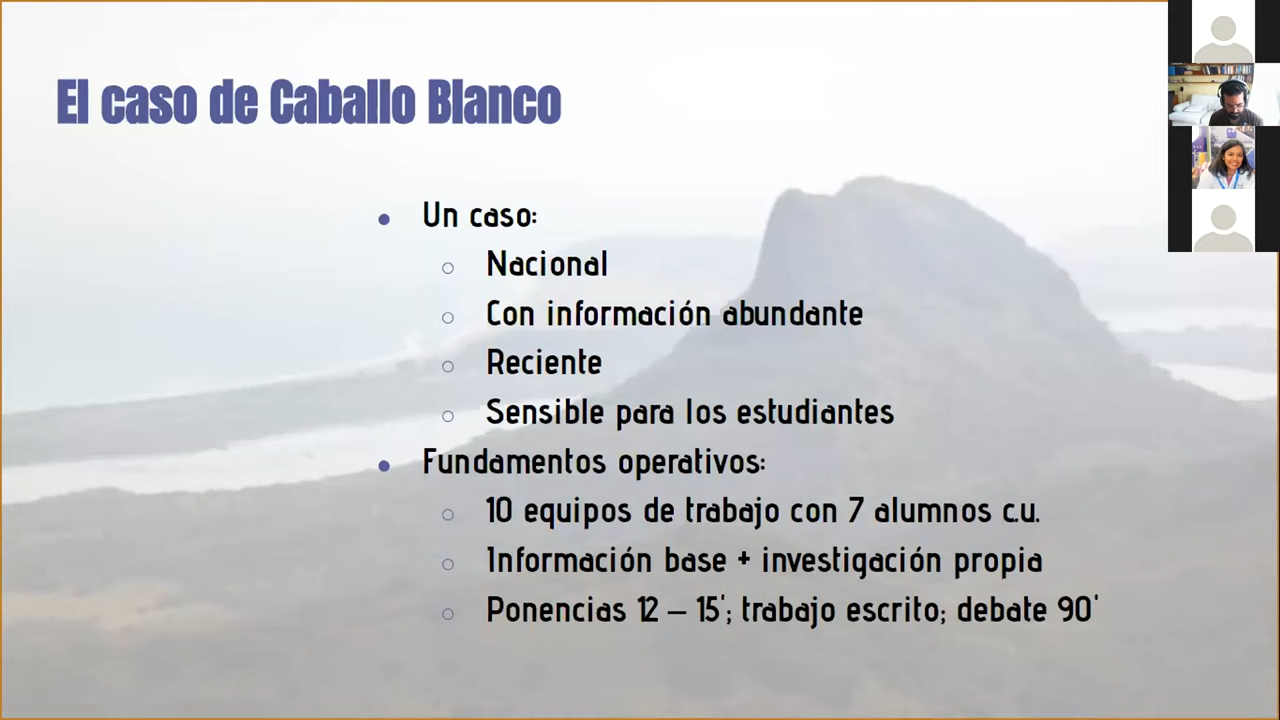 El caso de Caballo Blanco
Un caso:
Nacional
Con información abundante
Reciente
Sensible para los estudiantes
Fundamentos operativos:
10 equipos de trabajo con 7 alumnos c.u.
Información base + investigación propia
Ponencias 12 – 15'; trabajo escrito; debate 90'